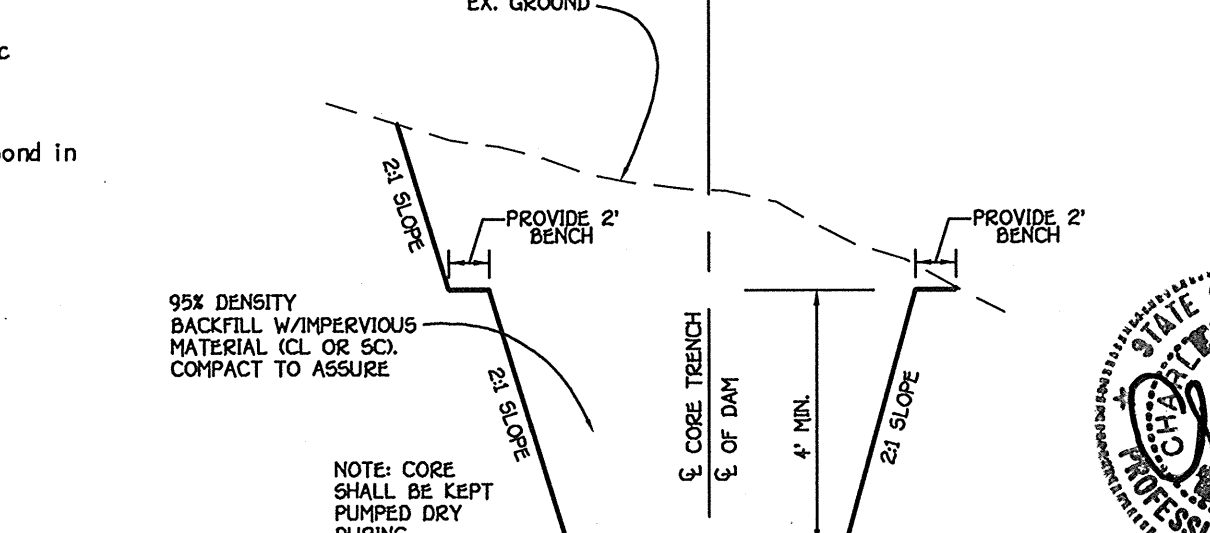 EX. GROUND
ond in
2:1 SLOPE
PROVIDE 2'
BENCH
PROVIDE 2'
BENCH
95% DENSITY
BACKFILL W/IMPERVIOUS
MATERIAL (CL OR SC).
COMPACT TO ASSURE
2:1 SLOPE
℄ CORE TRENCH
℄ OF DAM
4' MIN.
2:1 SLOPE
NOTE: CORE
SHALL BE KEPT
PUMPED DRY
DURING
STATE
CHARLE
PROFESS